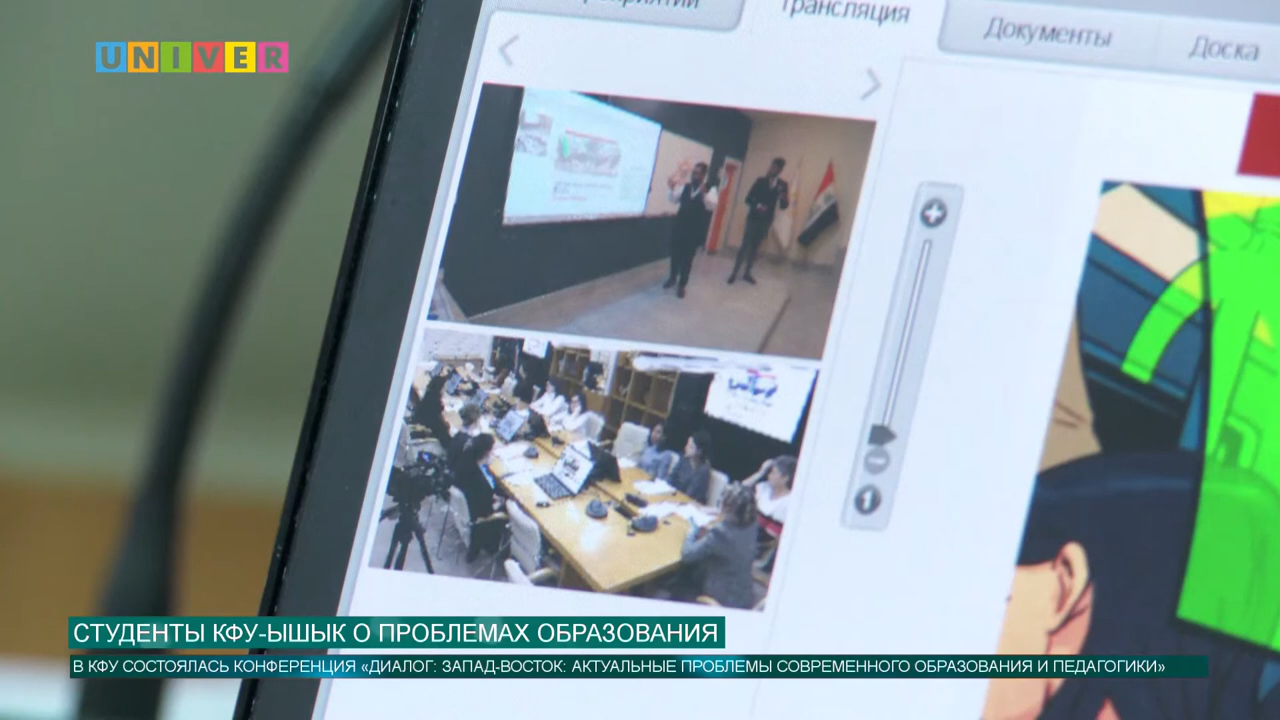 UNIVER
Трансляция
Документы
Доска
СТУДЕНТЫ КФУ-ЫШЫК О ПРОБЛЕМАХ ОБРАЗОВАНИЯ
В КФУ СОСТОЯЛАСЬ КОНФЕРЕНЦИЯ «ДИАЛОГ: ЗАПАД-ВОСТОК: АКТУАЛЬНЫЕ ПРОБЛЕМЫ СОВРЕМЕННОГО ОБРАЗОВАНИЯ И ПЕДАГОГИКИ»